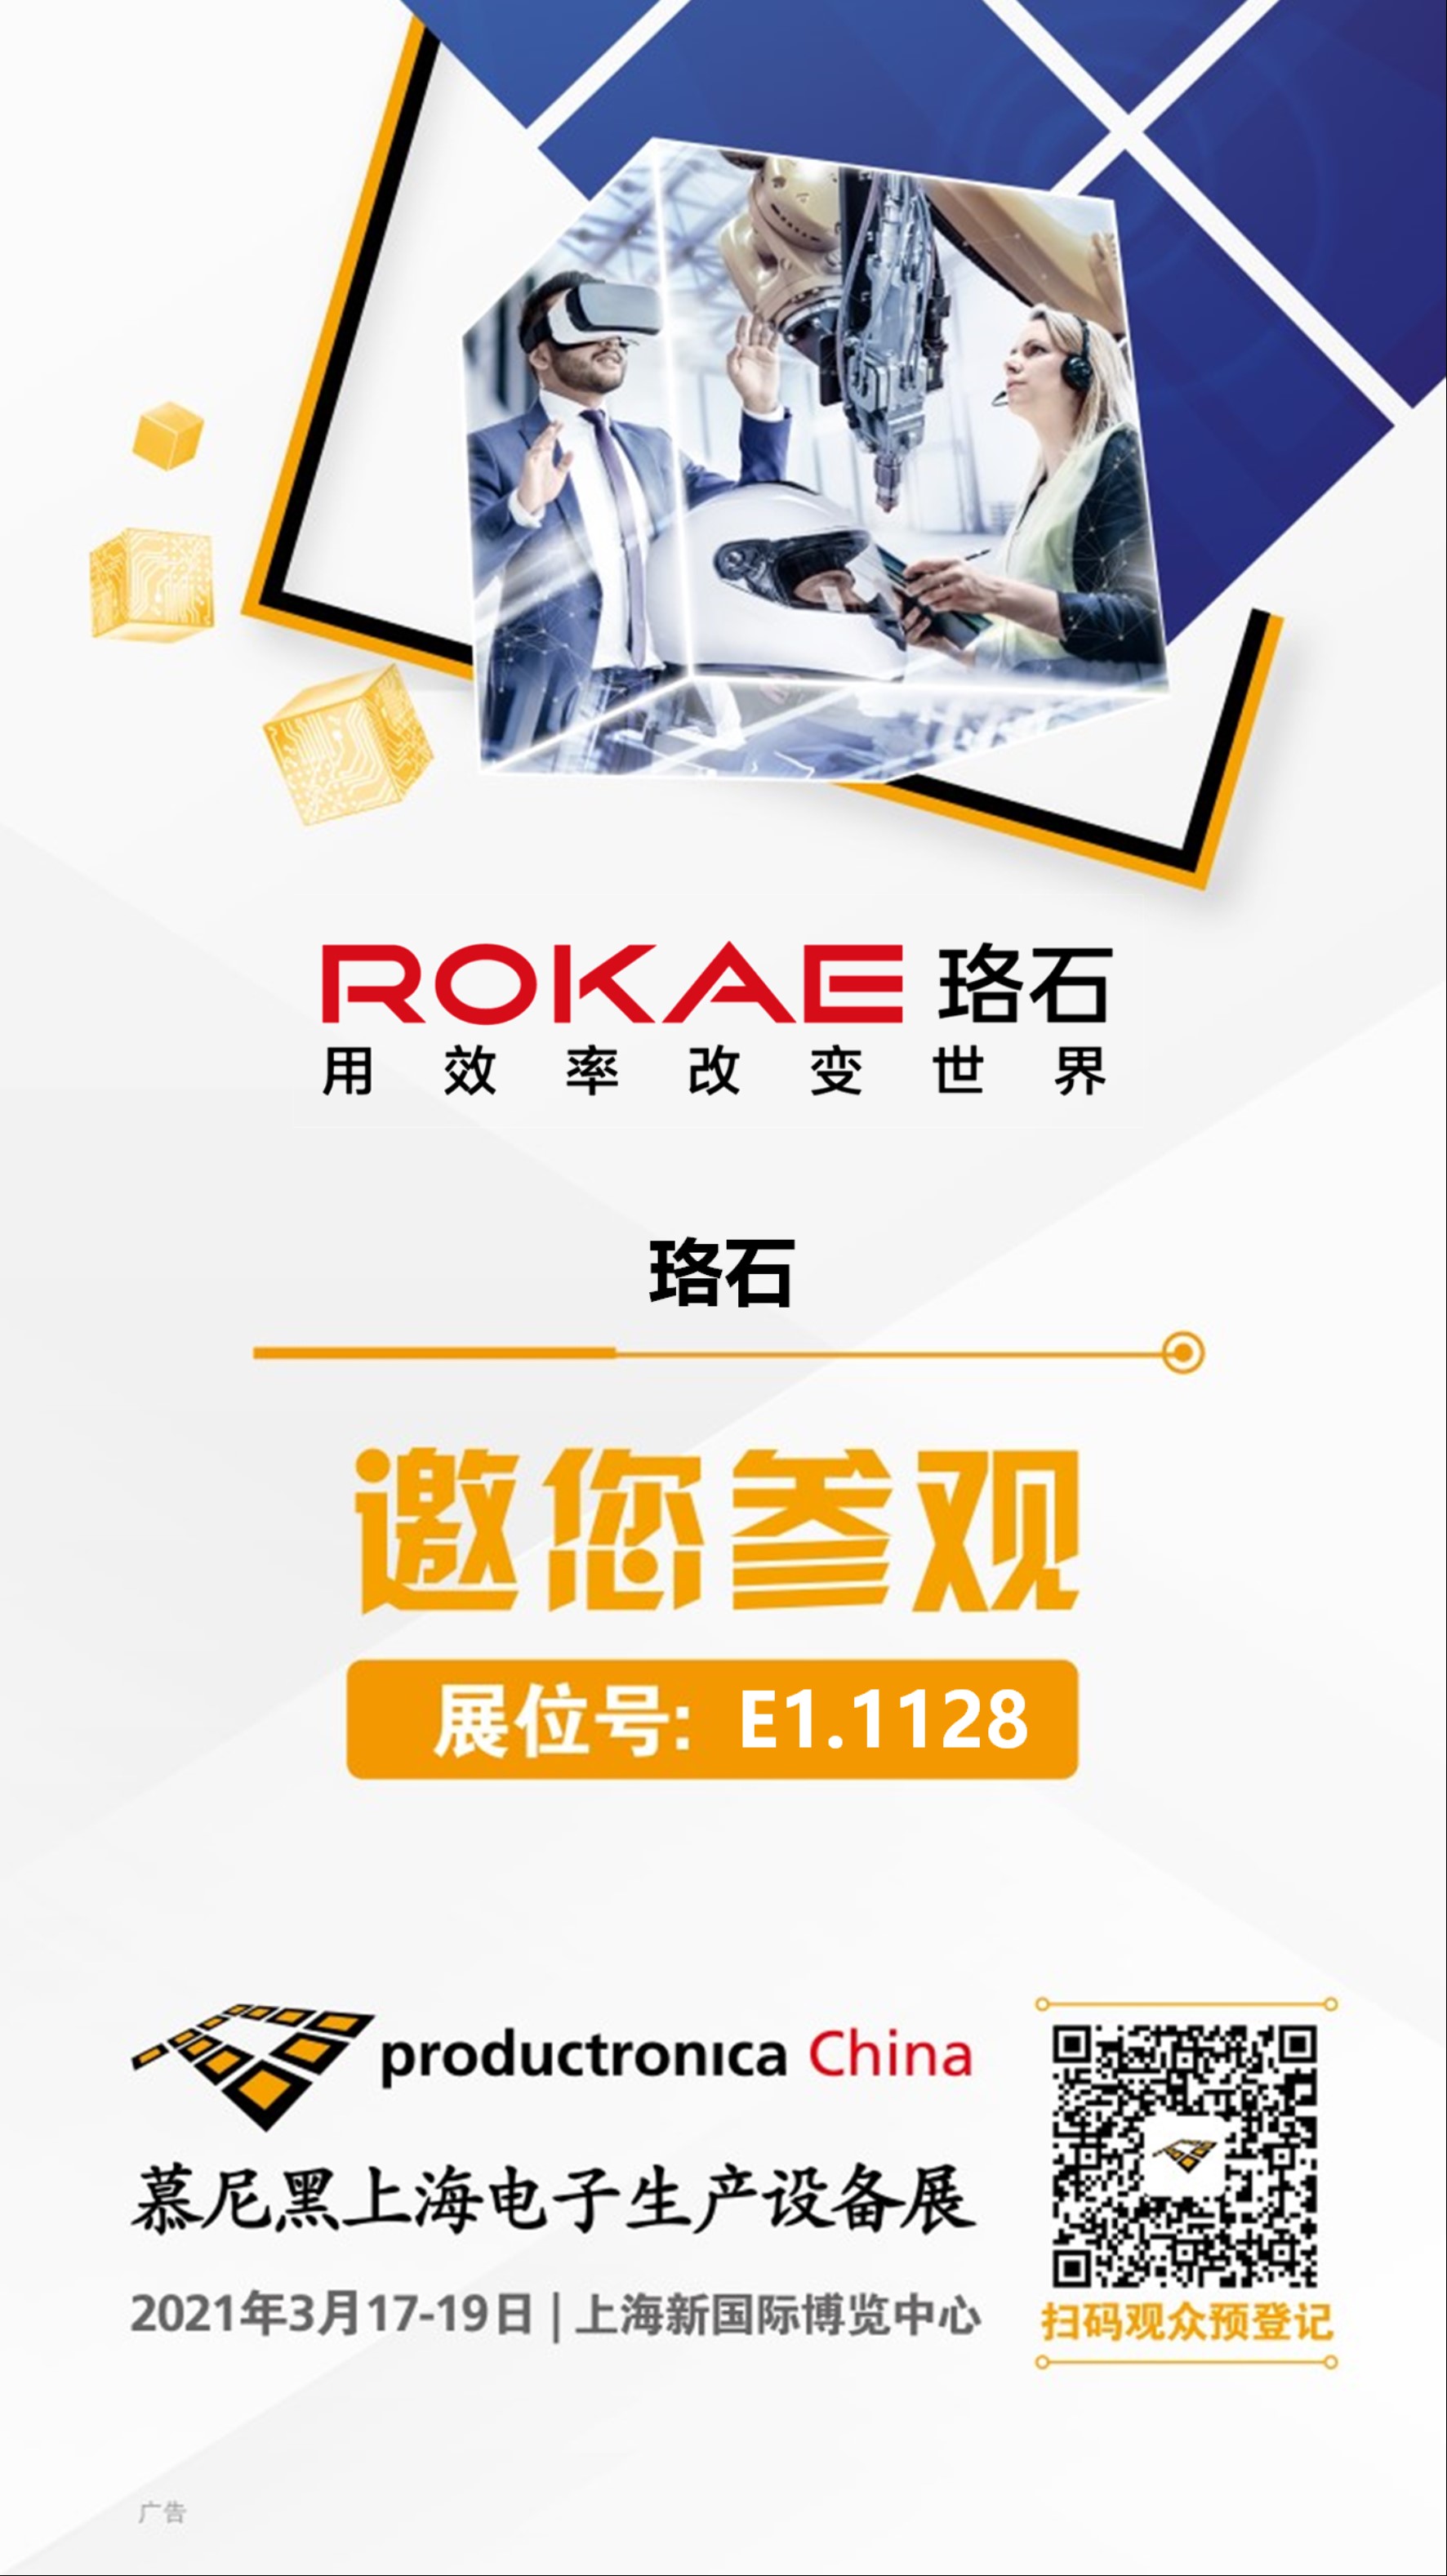 ROKAE 珞石
用效率改变世界
珞石
邀您参观
展位号: E1.1128
productronica China
慕尼黑上海电子生产设备展
2021年3月17-19日 | 上海新国际博览中心
扫码观众预登记
广告